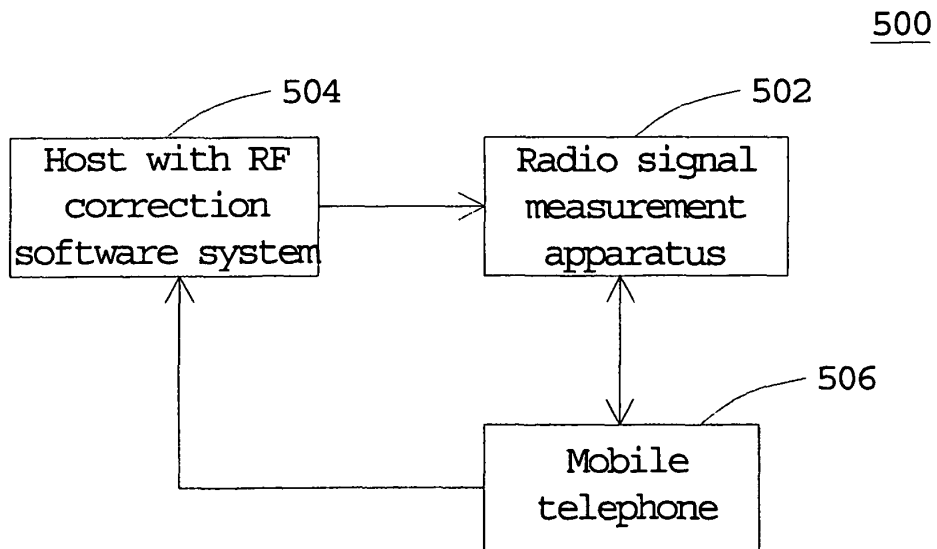 500
504
502
Host with RF
correction
software system
Radio signal
measurement
apparatus
506
Mobile
telephone